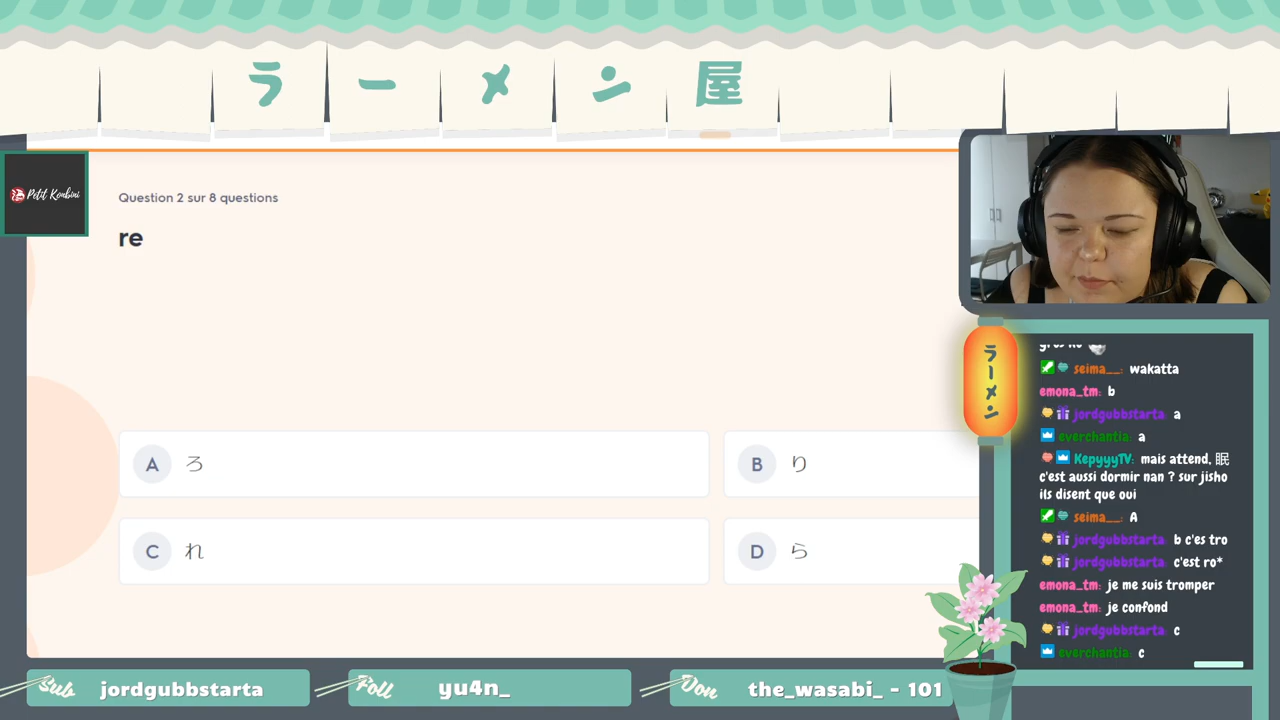 ラーメン屋
Petit Konbini
Question 2 sur 8 questions
re
A ろ
B り
C れ
D ら
ラーメン
seima__: wakatta
emona_tm: b
jordgubbstarta: a
everchantia: a
KepyyyTV: mais attend, 眠
c'est aussi dormir nan ? sur jisho
ils disent que oui
seima__: A
jordgubbstarta: b c'es tro
jordgubbstarta: c'est ro*
emona_tm: je me suis tromper
emona_tm: je confond
jordgubbstarta: c
everchantia: c
Sub jordgubbstarta
Foll yu4n_
Don the_wasabi_ - 101